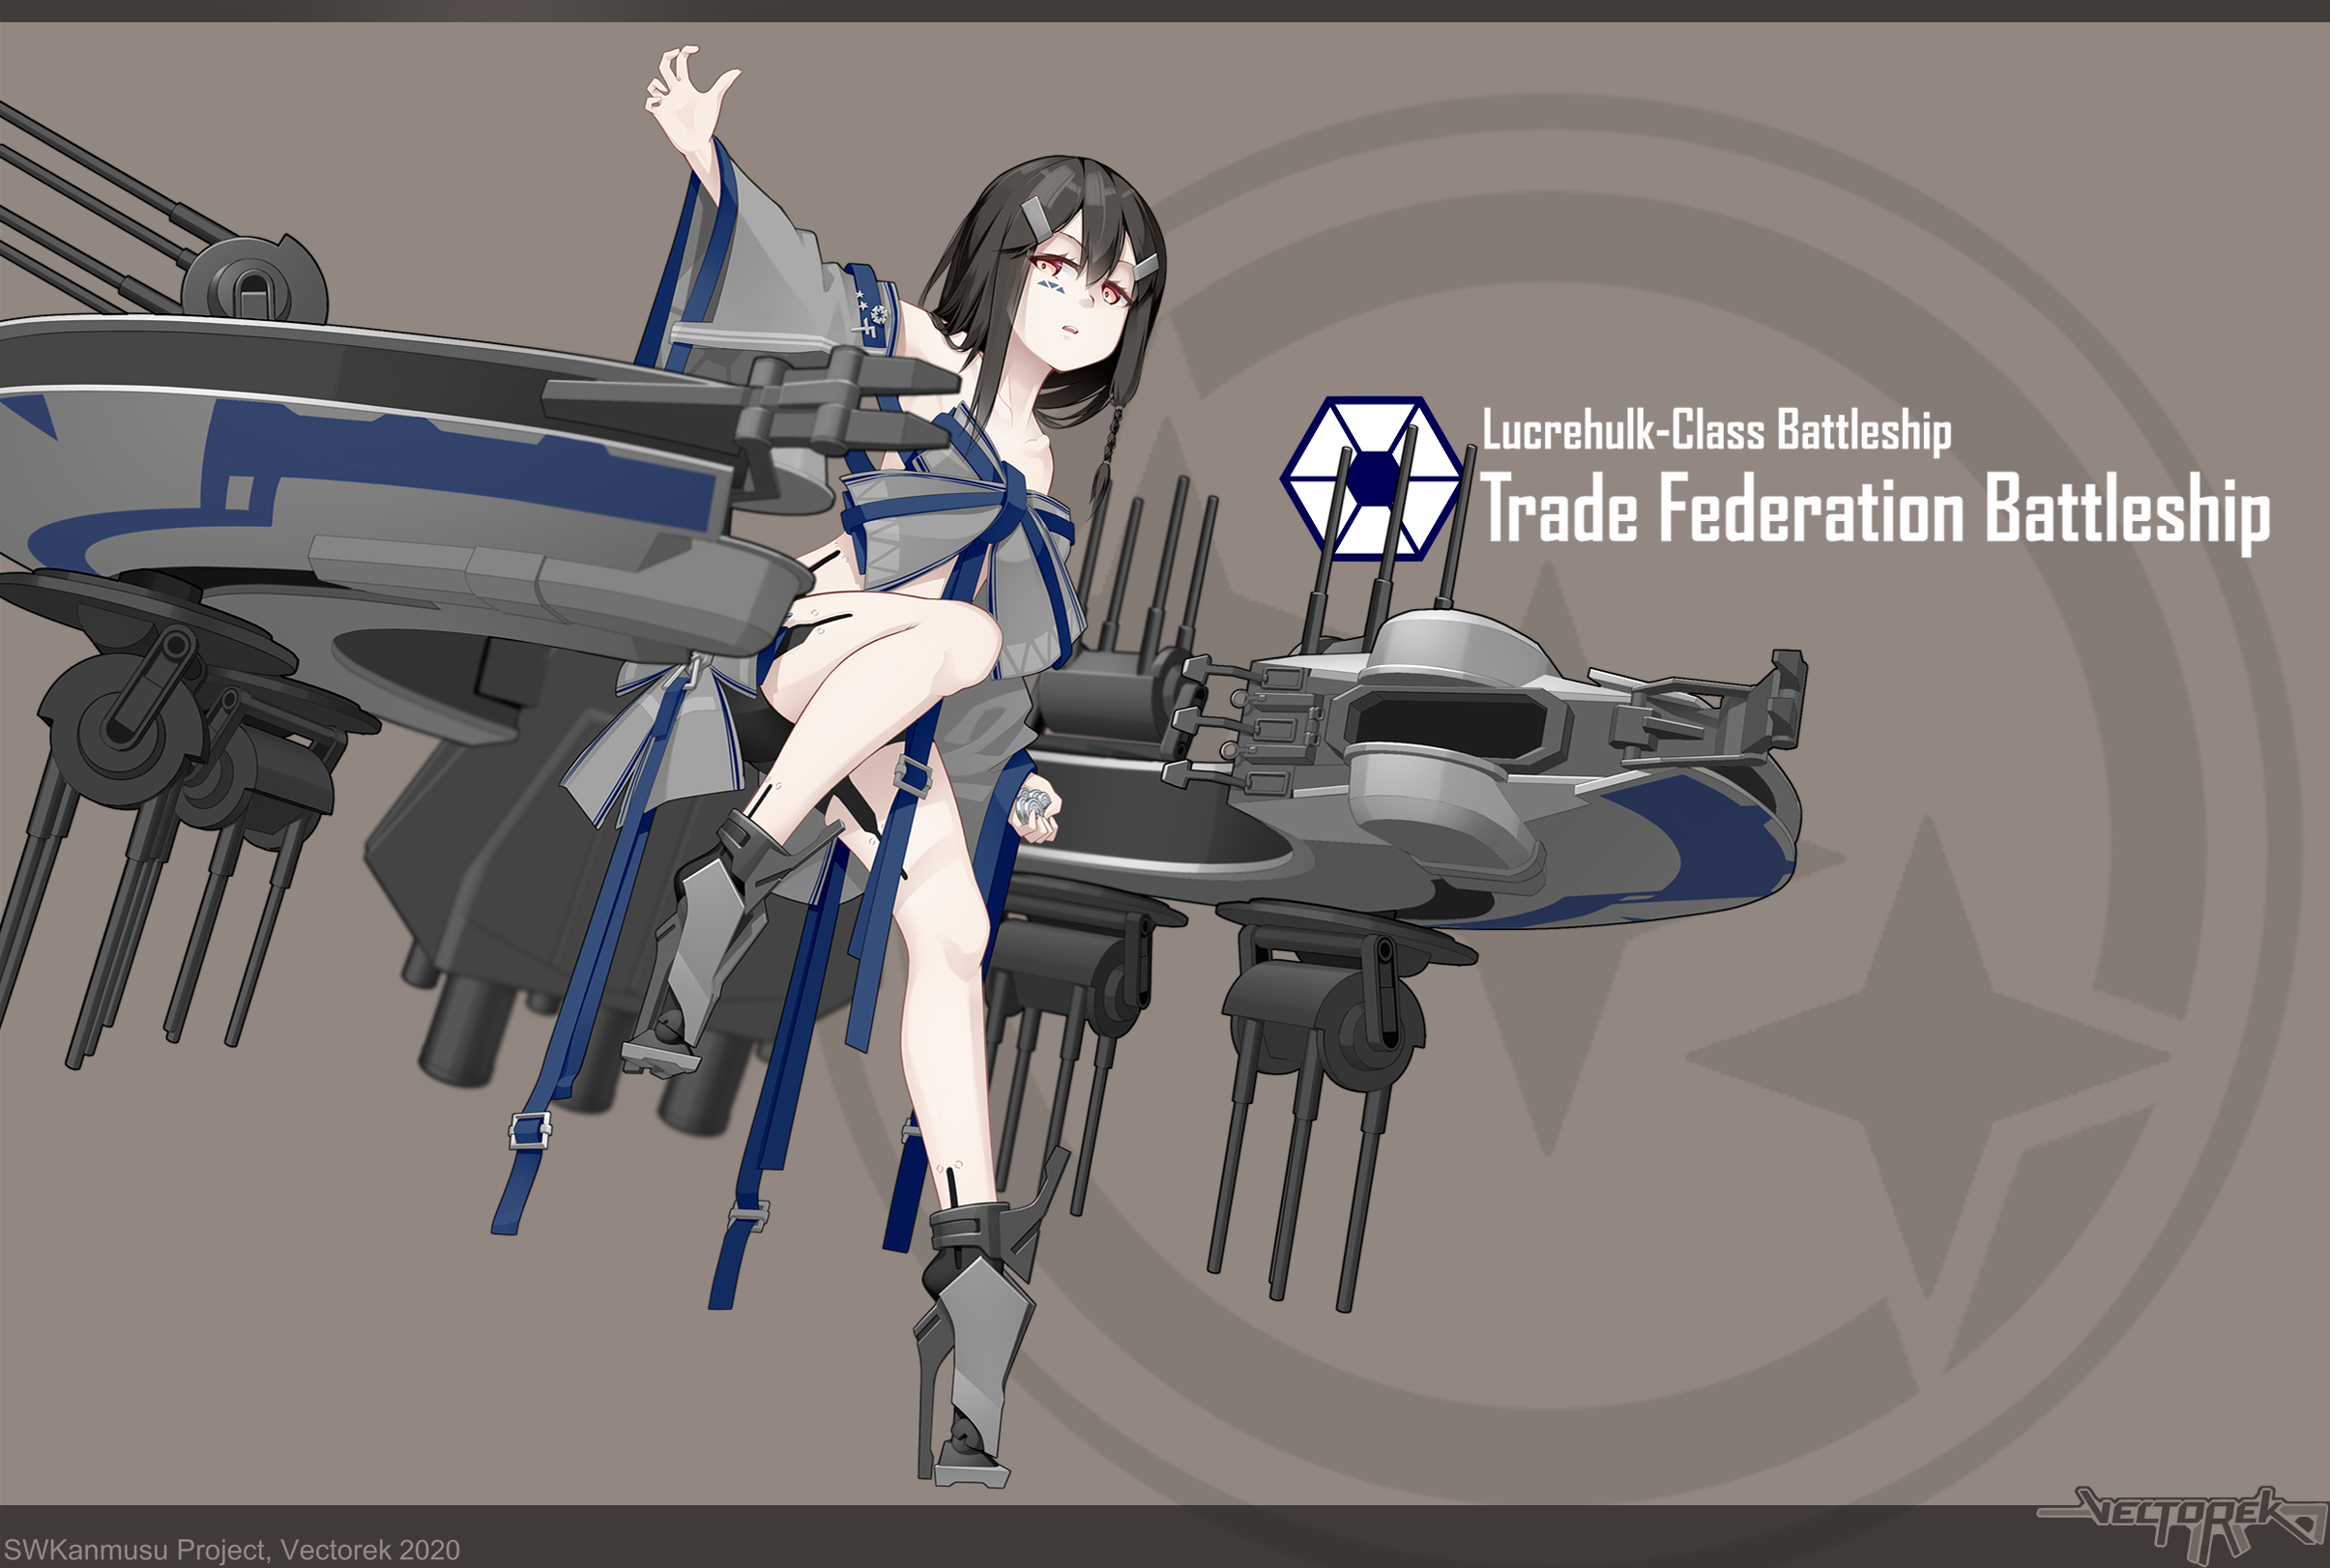 Lucrehulk-Class Battleship
Trade Federation Battleship
SWKanmusu Project, Vectorek 2020
VECTOREK